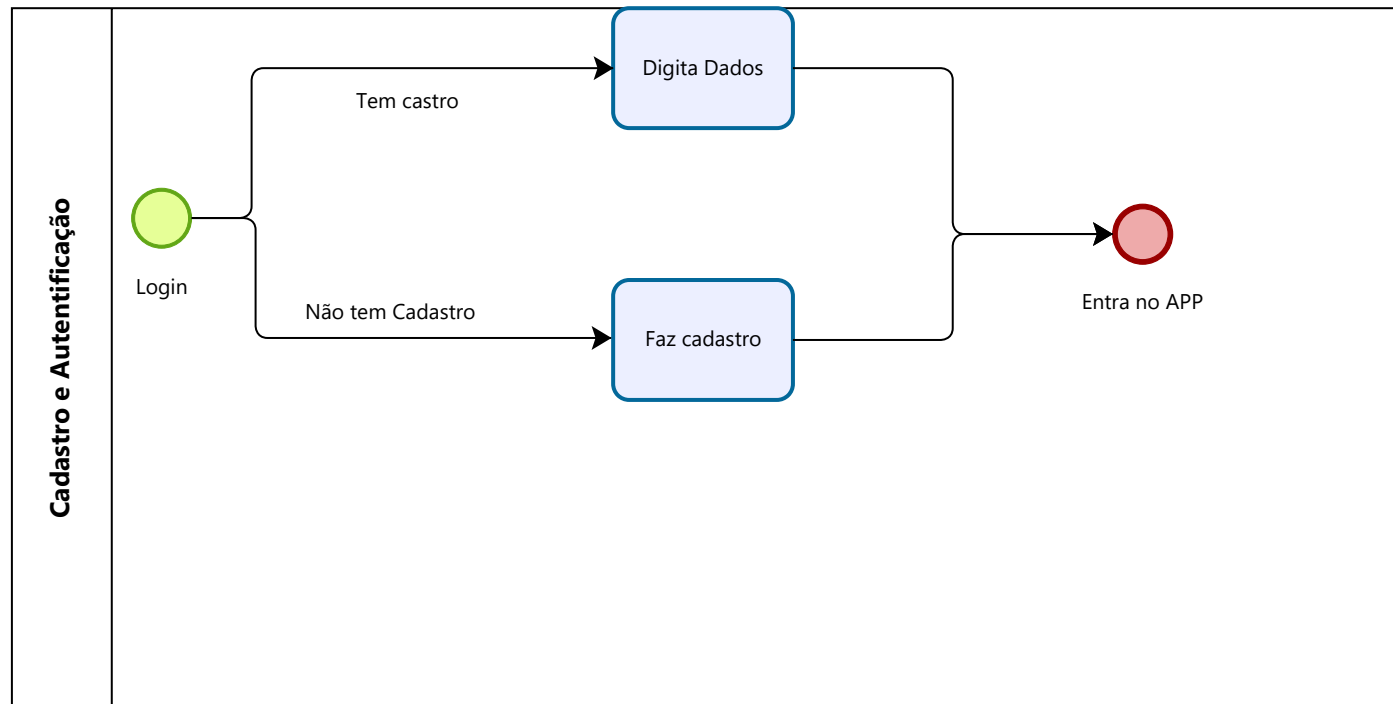 Cadastro e Autentificação
Login
Tem castro
Não tem Cadastro
Digita Dados
Faz cadastro
Entra no APP